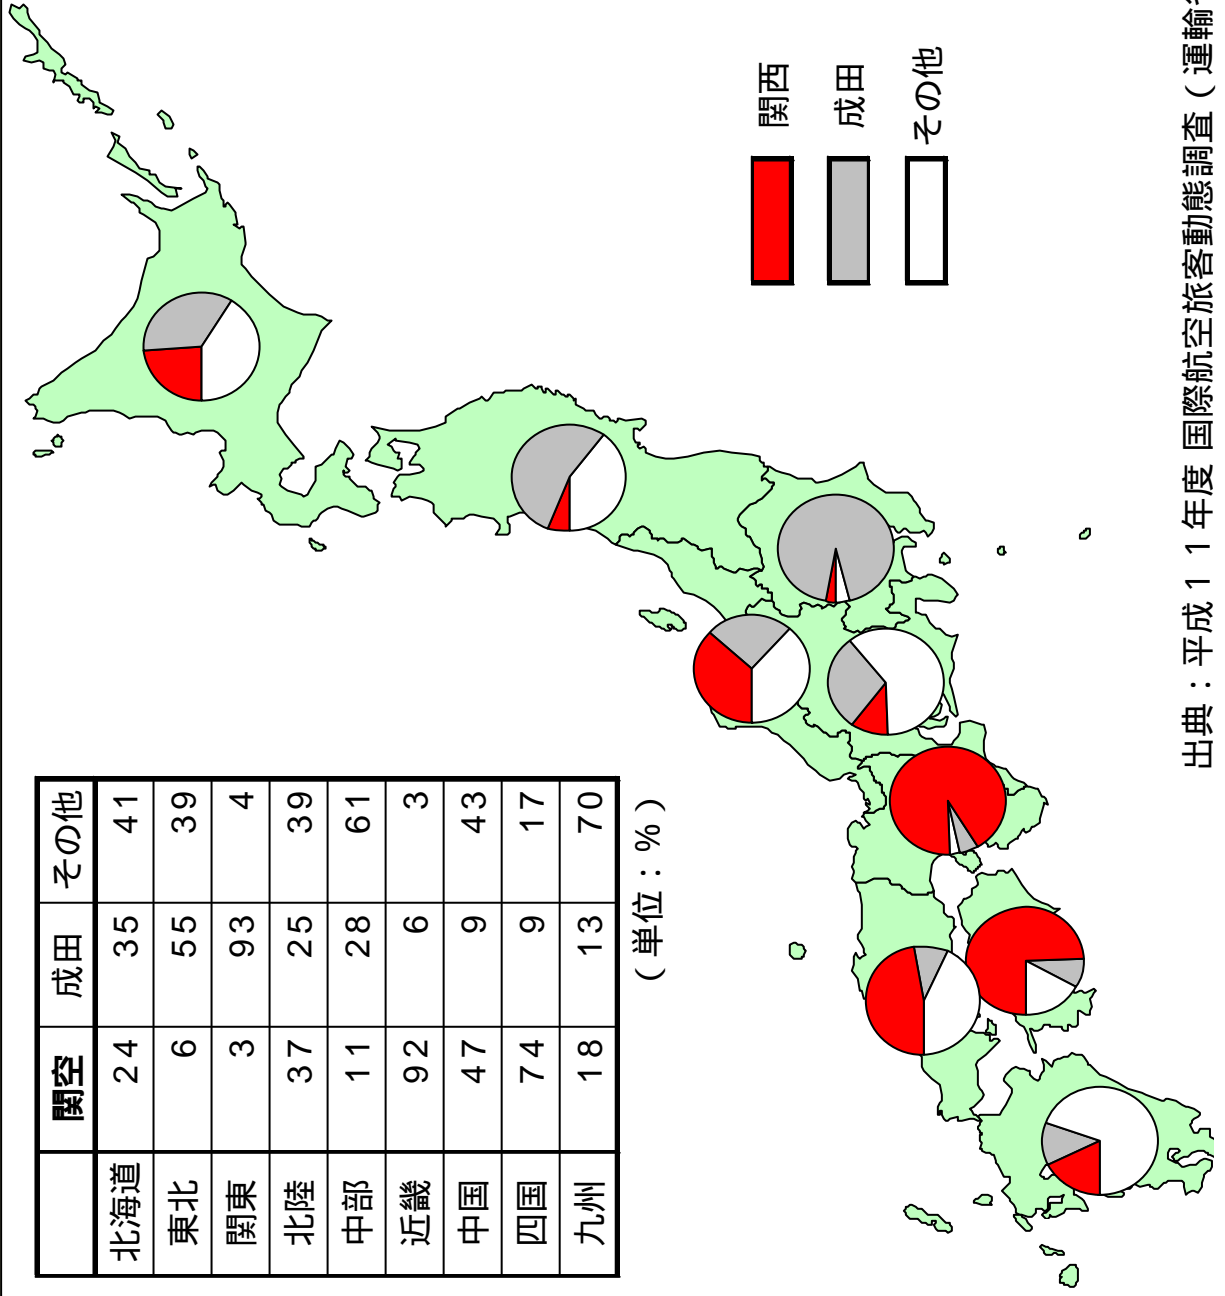 関空 成田 その他
北海道 24 35 41
東北 6 55 39
関東 3 93 4
北陸 37 25 39
中部 11 28 61
近畿 92 6 3
中国 47 9 43
四国 74 9 17
九州 18 13 70
（単位：％）
関西
成田
その他
出典：平成１１年度 国際航空旅客動態調査（運輸